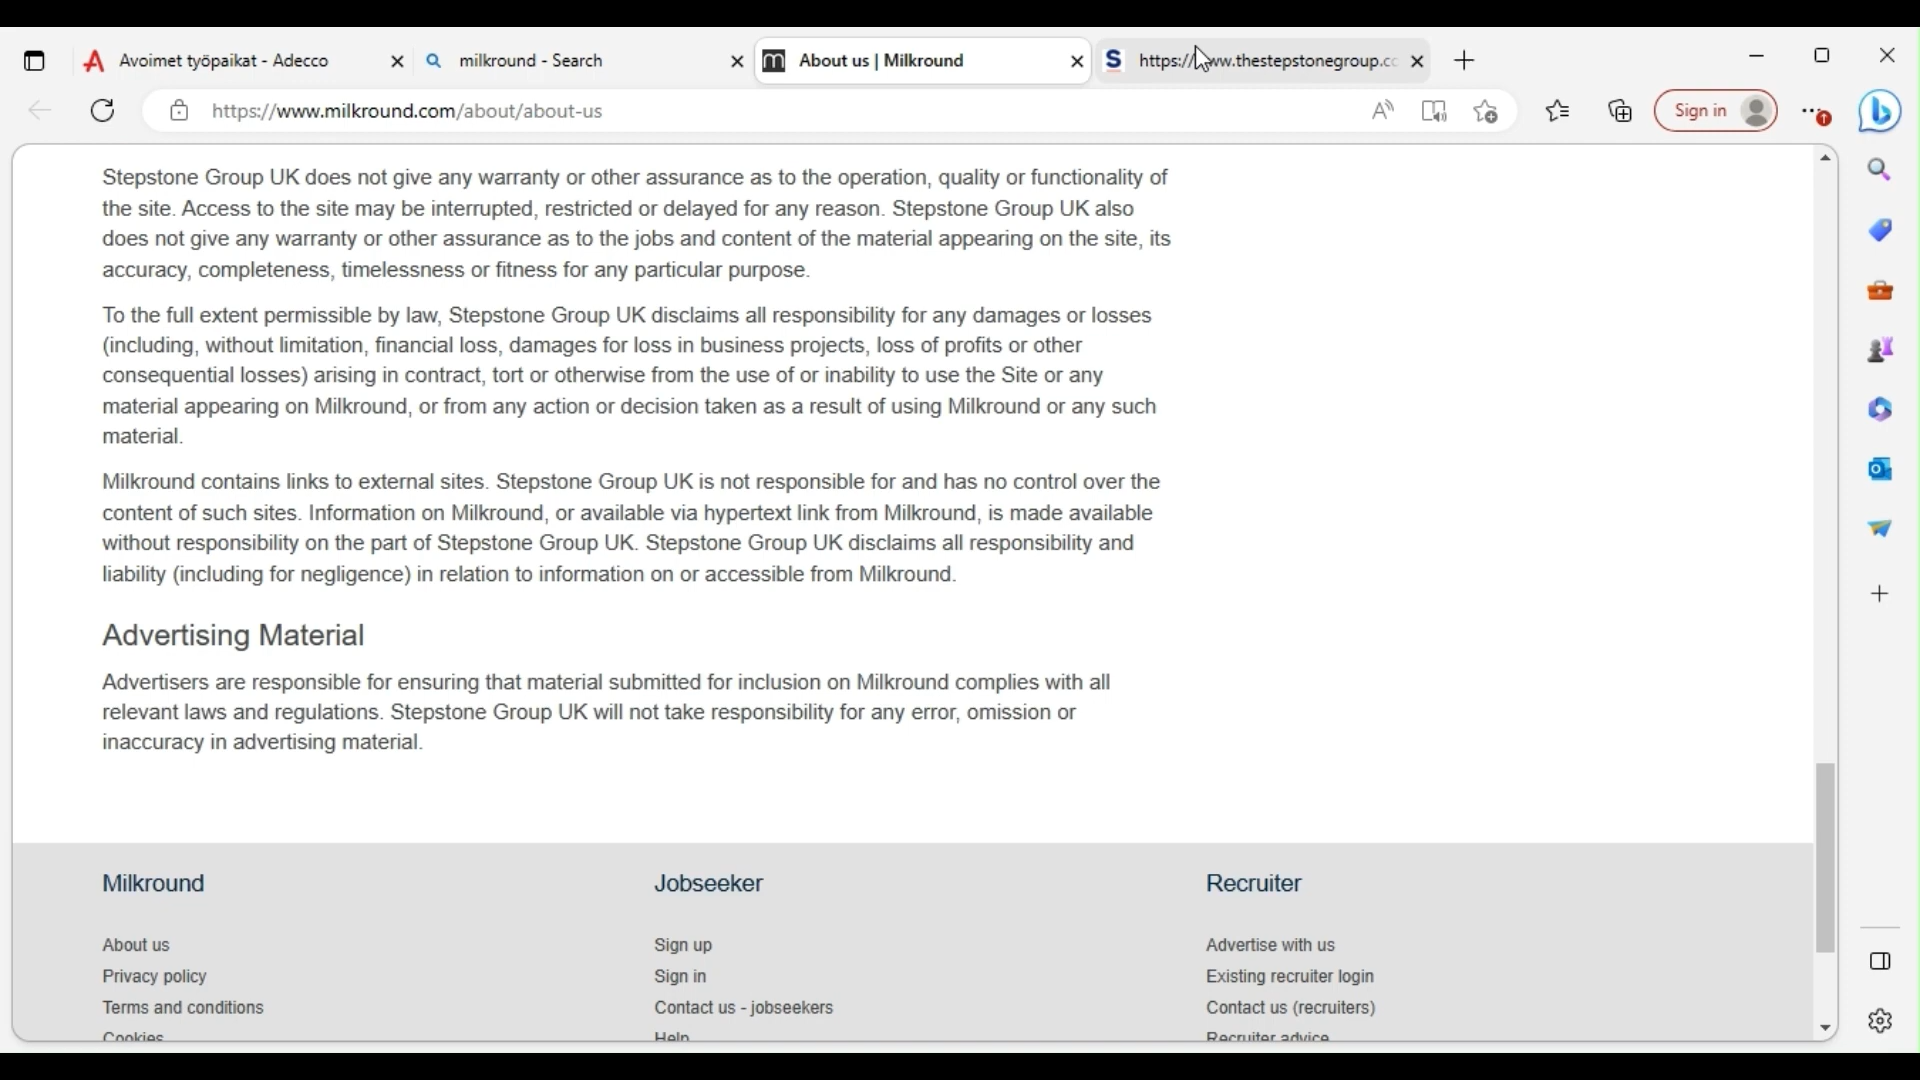 Avoimet työpaikat - Adecco
milkround - Search
About us | Milkround
https://www.thestepstonegroup.cc
https://www.milkround.com/about/about-us
Sign in
Stepstone Group UK does not give any warranty or other assurance as to the operation, quality or functionality of
the site. Access to the site may be interrupted, restricted or delayed for any reason. Stepstone Group UK also
does not give any warranty or other assurance as to the jobs and content of the material appearing on the site, its
accuracy, completeness, timelessness or fitness for any particular purpose.
To the full extent permissible by law, Stepstone Group UK disclaims all responsibility for any damages or losses
(including, without limitation, financial loss, damages for loss in business projects, loss of profits or other
consequential losses) arising in contract, tort or otherwise from the use of or inability to use the Site or any
material appearing on Milkround, or from any action or decision taken as a result of using Milkround or any such
material.
Milkround contains links to external sites. Stepstone Group UK is not responsible for and has no control over the
content of such sites. Information on Milkround, or available via hypertext link from Milkround, is made available
without responsibility on the part of Stepstone Group UK. Stepstone Group UK disclaims all responsibility and
liability (including for negligence) in relation to information on or accessible from Milkround.
Advertising Material
Advertisers are responsible for ensuring that material submitted for inclusion on Milkround complies with all
relevant laws and regulations. Stepstone Group UK will not take responsibility for any error, omission or
inaccuracy in advertising material.
Milkround
About us
Privacy policy
Terms and conditions
Cookies
Jobseeker
Sign up
Sign in
Contact us - jobseekers
Help
Recruiter
Advertise with us
Existing recruiter login
Contact us (recruiters)
Recruiter advice